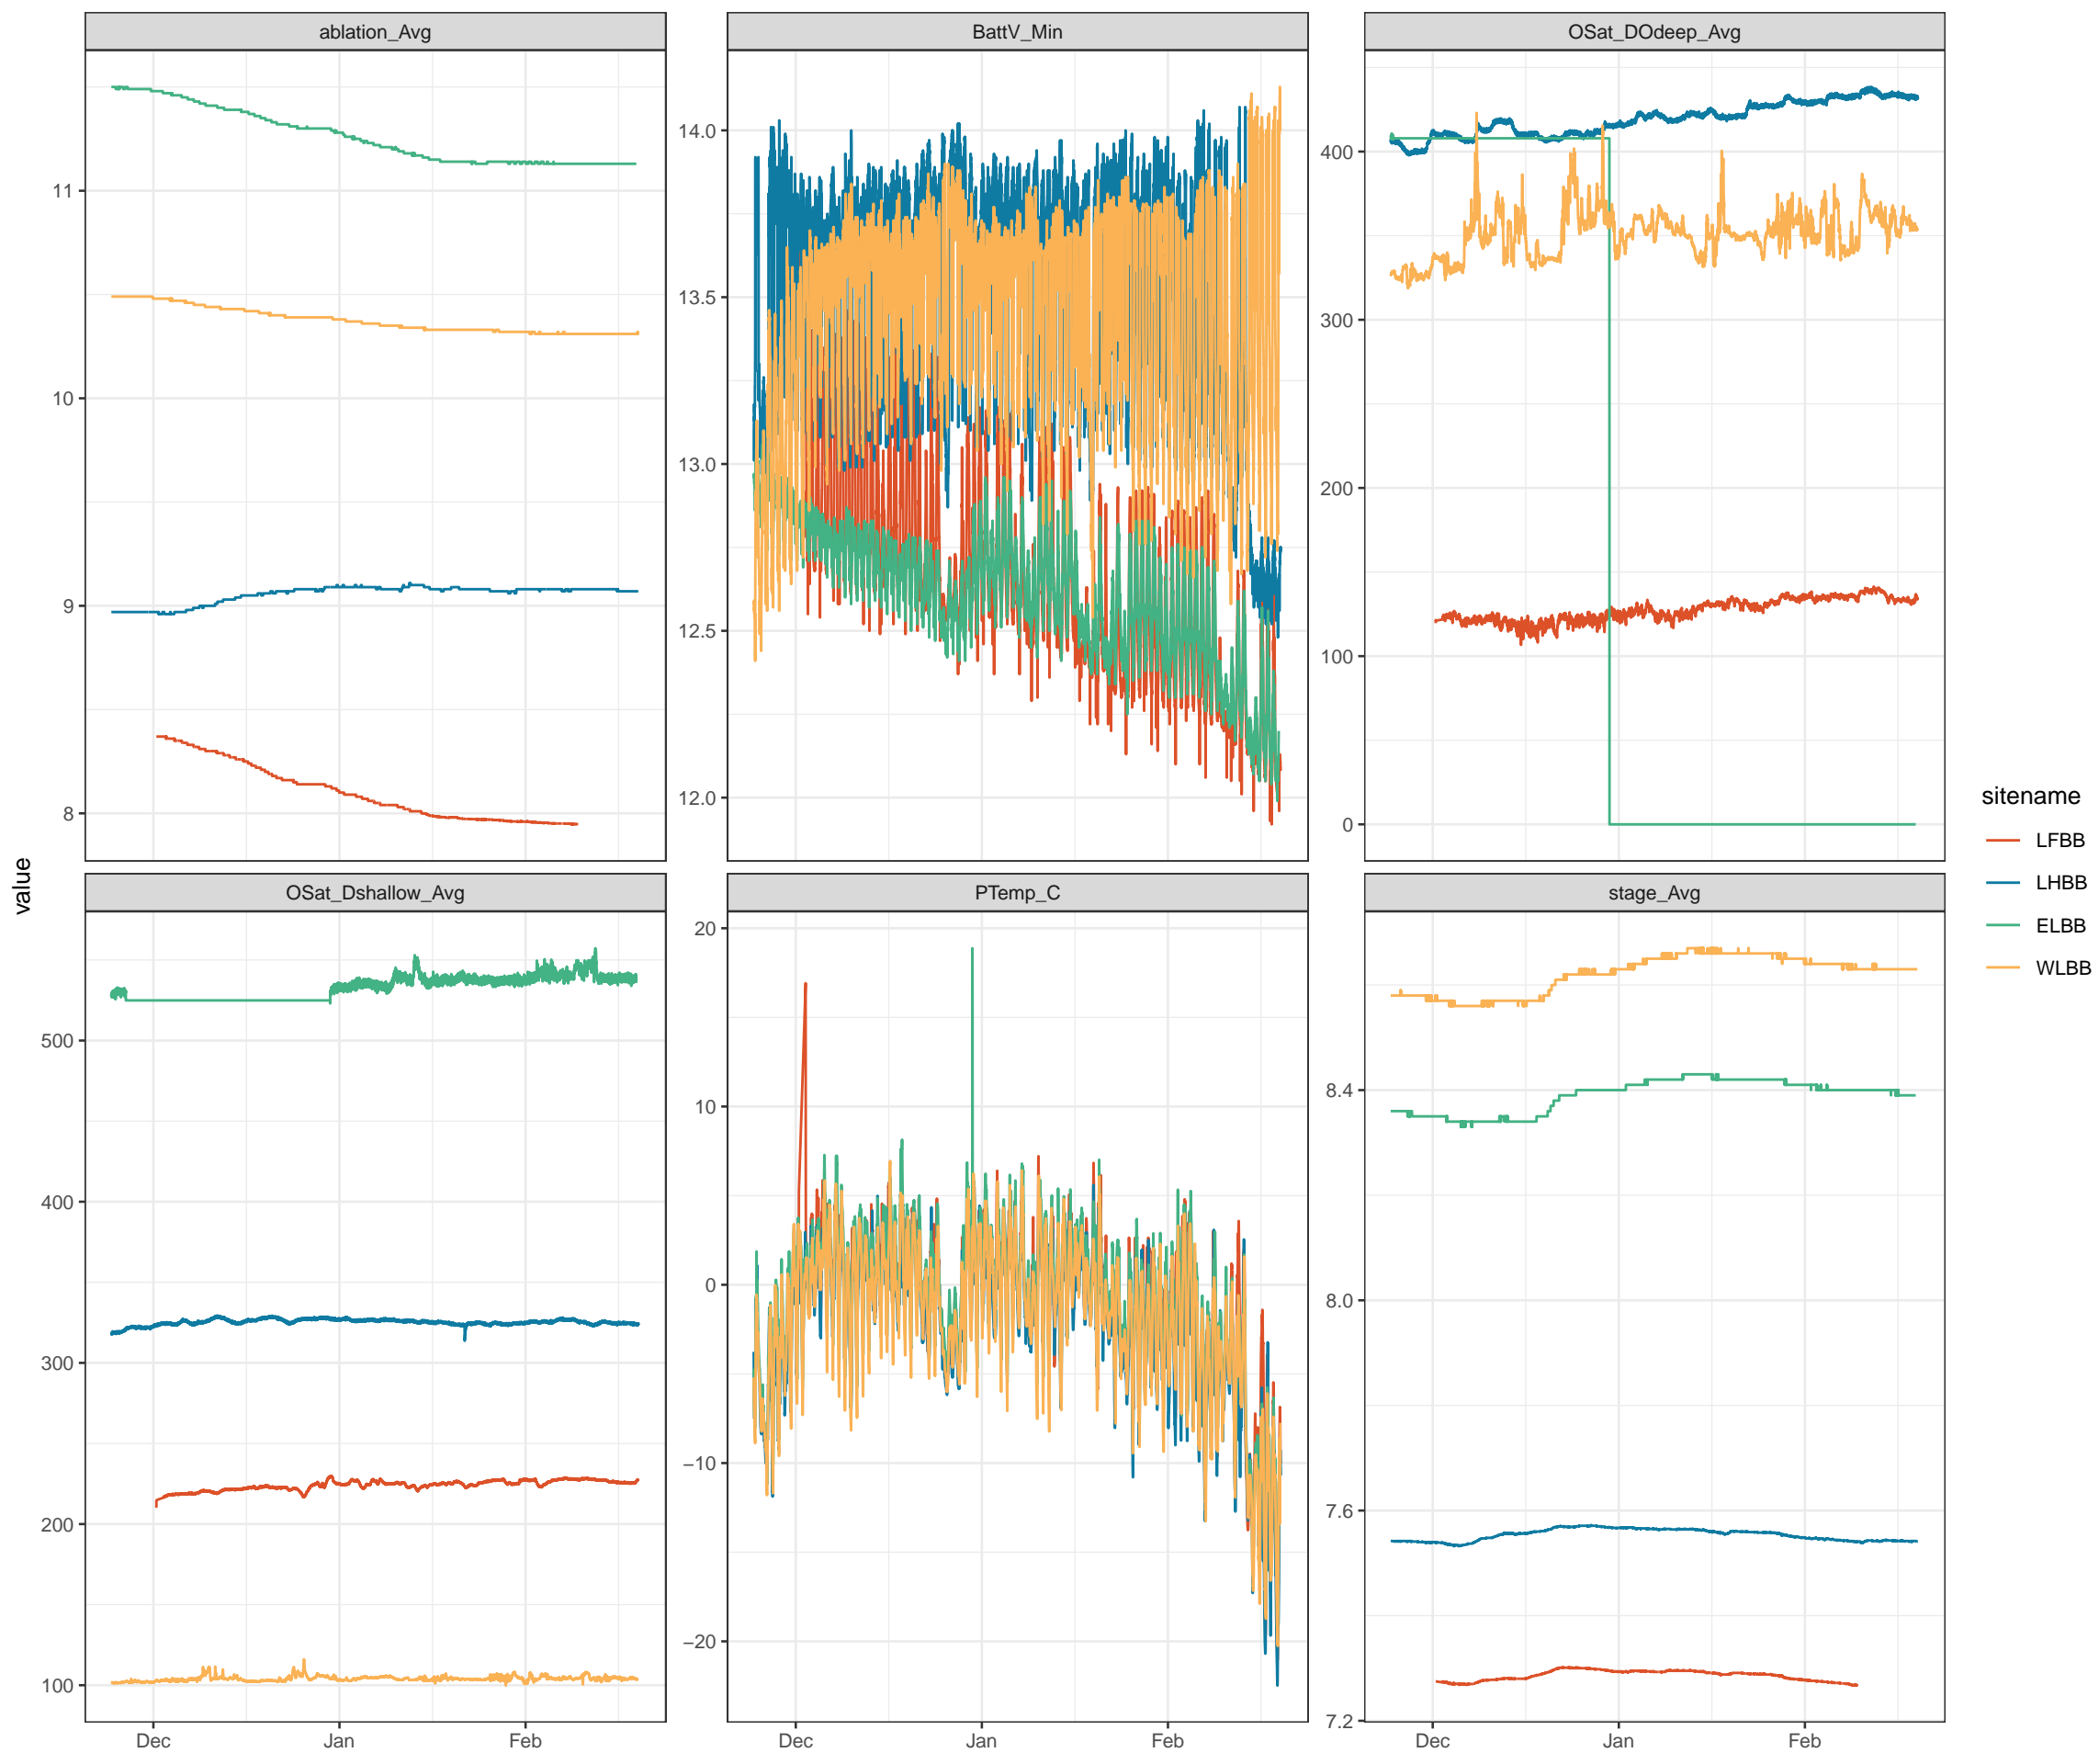 ablation_Avg
BattV_Min
OSat_DOdeep_Avg
11
10
9
8
14.0
13.5
13.0
12.5
12.0
400
300
200
100
0
value
OSat_Dshallow_Avg
PTemp_C
stage_Avg
500
400
300
200
100
20
10
0
−10
−20
8.4
8.0
7.6
7.2
Dec Jan Feb
Dec Jan Feb
Dec Jan Feb
sitename
LFBB
LHBB
ELBB
WLBB